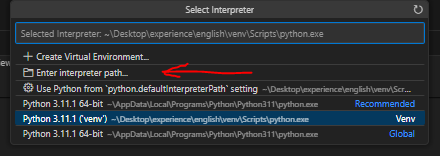 Select Interpreter
Selected Interpreter: ~\Desktop\experience\english\venv\Scripts\python.exe
Create Virtual Environment...
Enter interpreter path...
Use Python from `python.defaultInterpreterPath` setting ~\Desktop\experience\english\venv\Scr...
Python 3.11.1 64-bit ~\AppData\Local\Programs\Python\Python311\python.exe Recommended
Python 3.11.1 ('venv') ~\Desktop\experience\english\venv\Scripts\python.exe Venv
Python 3.11.1 64-bit ~\AppData\Local\Programs\Python\Python311\python.exe Global